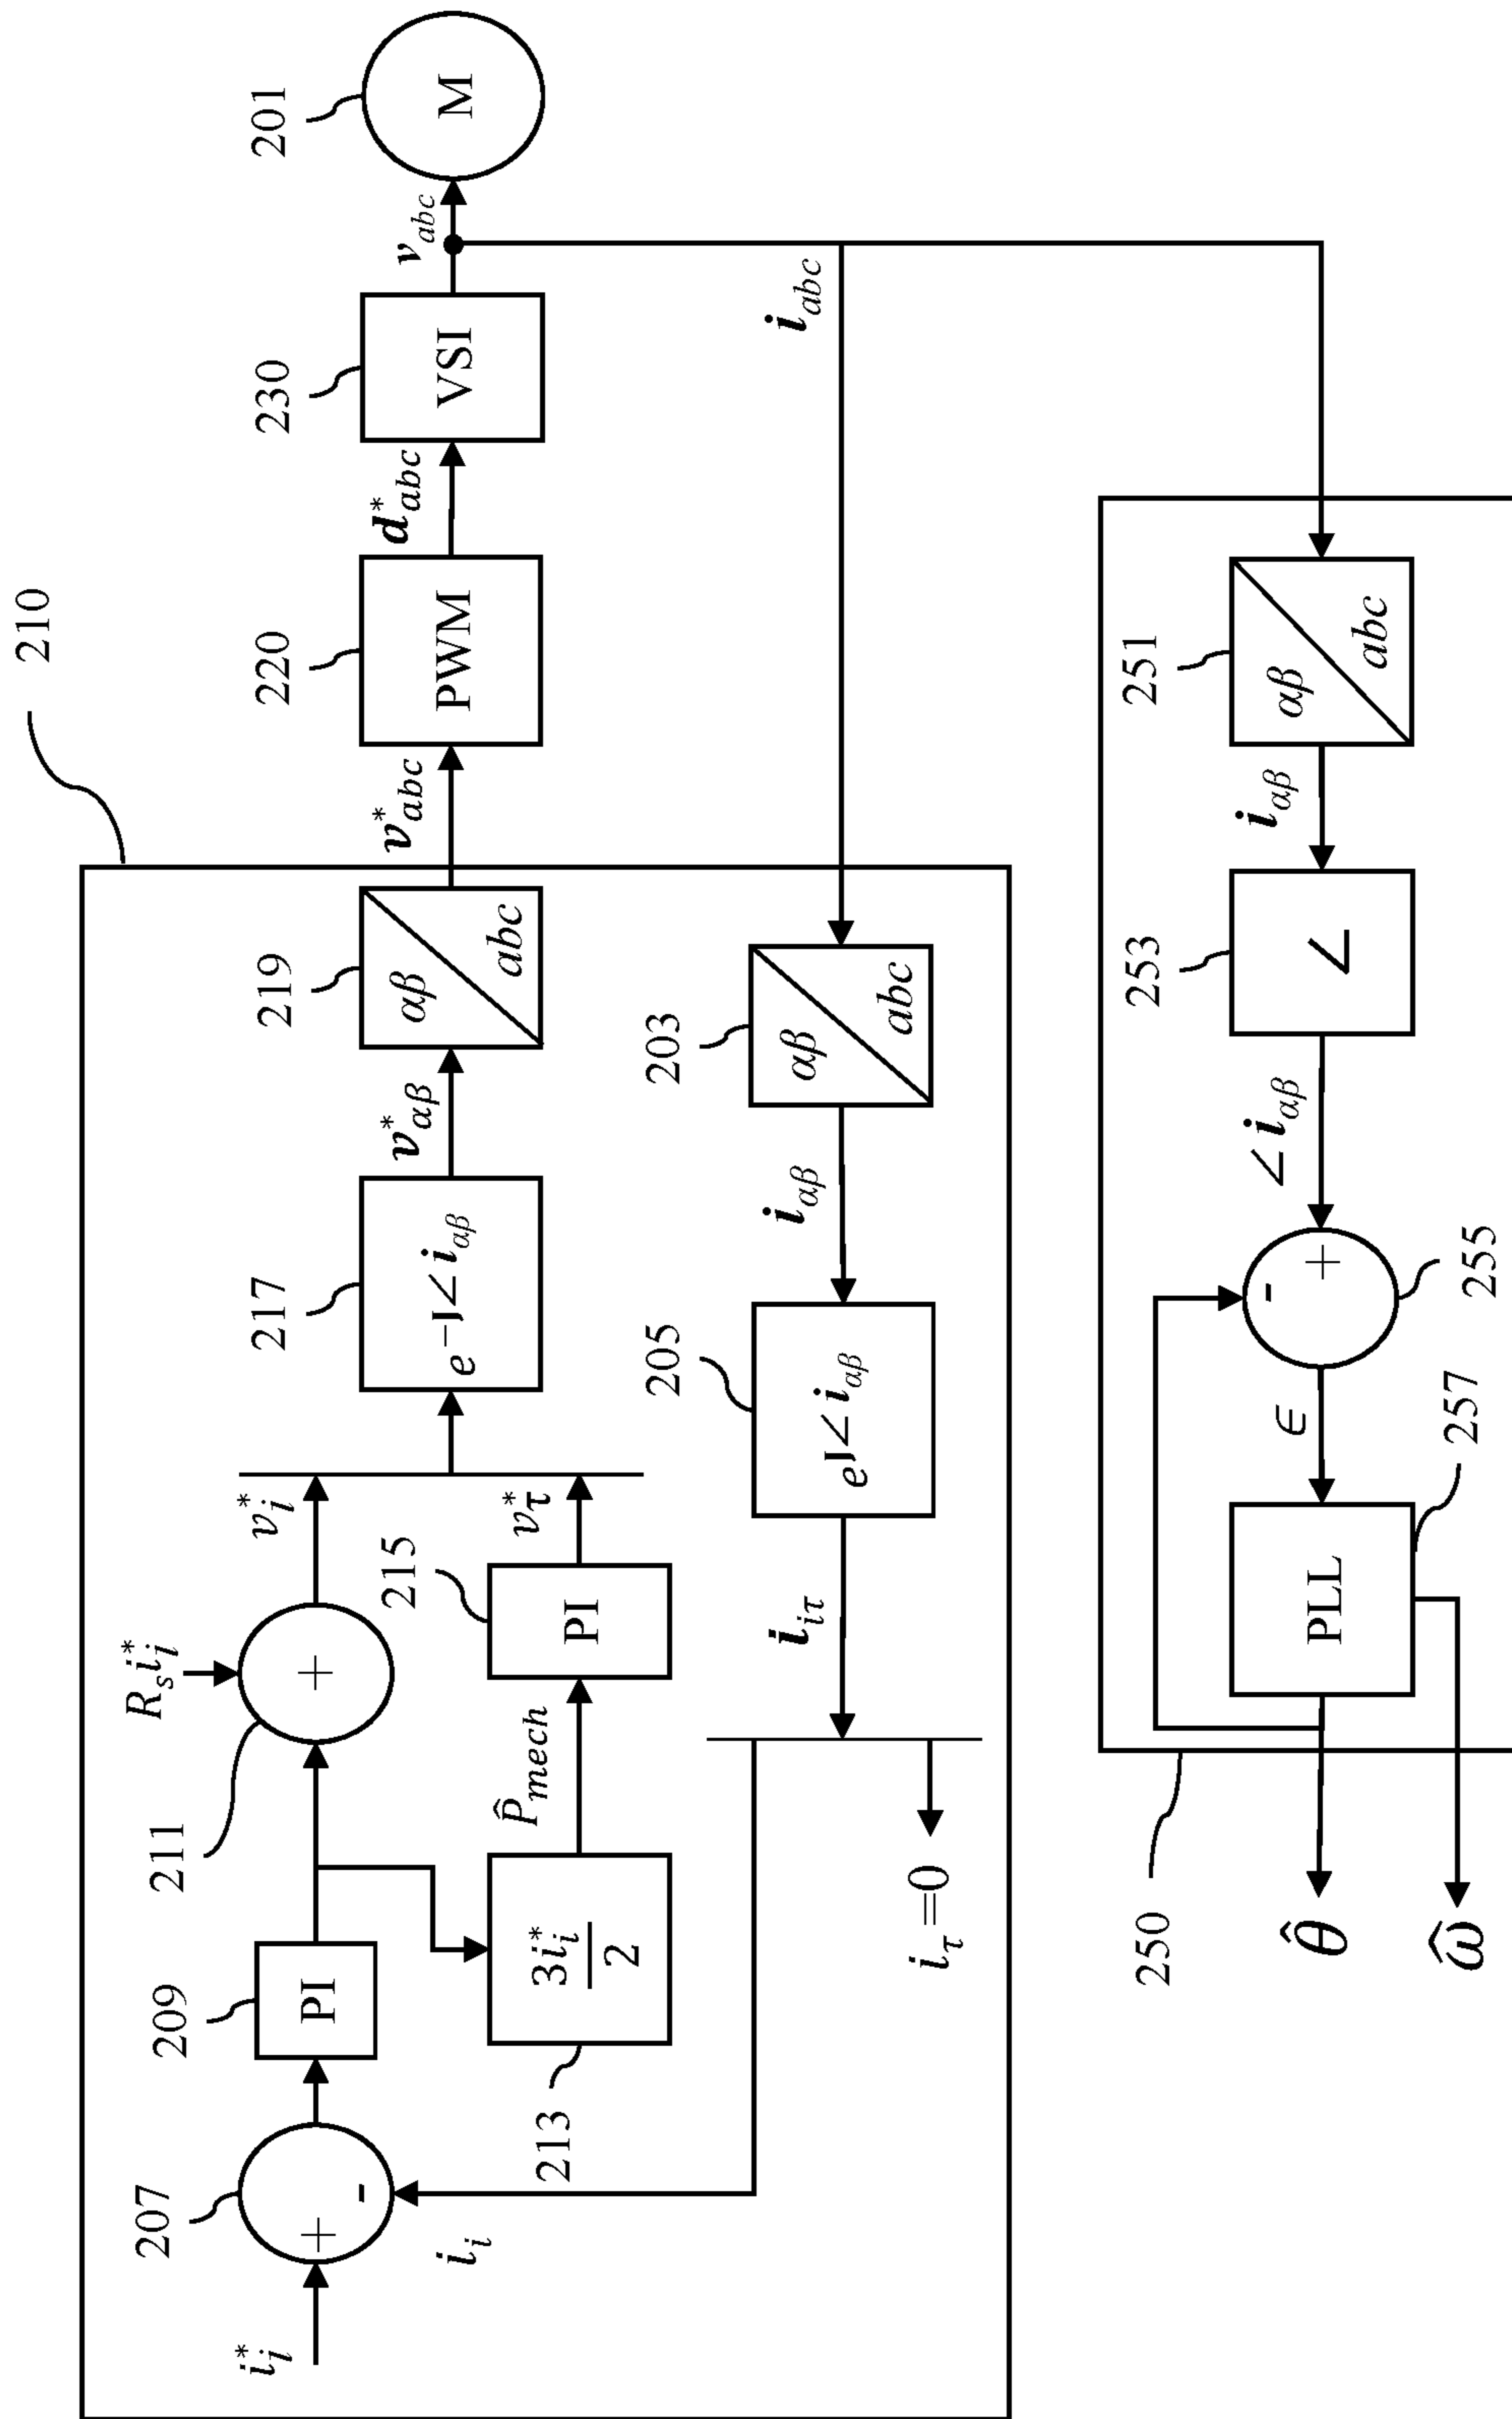 210
201
M
v_abc
230
VSI
d*_abc
220
PWM
v*_abc
219
αβ
abc
v*_αβ
217
e^−J∠i_αβ
v*_i
v*_τ
R_s i*_i
211
+
215
PI
P̂_mech
209
PI
213
3i*_i
2
207
+
-
i*_i
i_i
i_abc
203
αβ
abc
i_αβ
205
e^J∠i_αβ
i_iτ
i_τ=0
251
αβ
abc
i_αβ
253
∠
∠i_αβ
255
-
+
ϵ
257
PLL
250
θ̂
ω̂